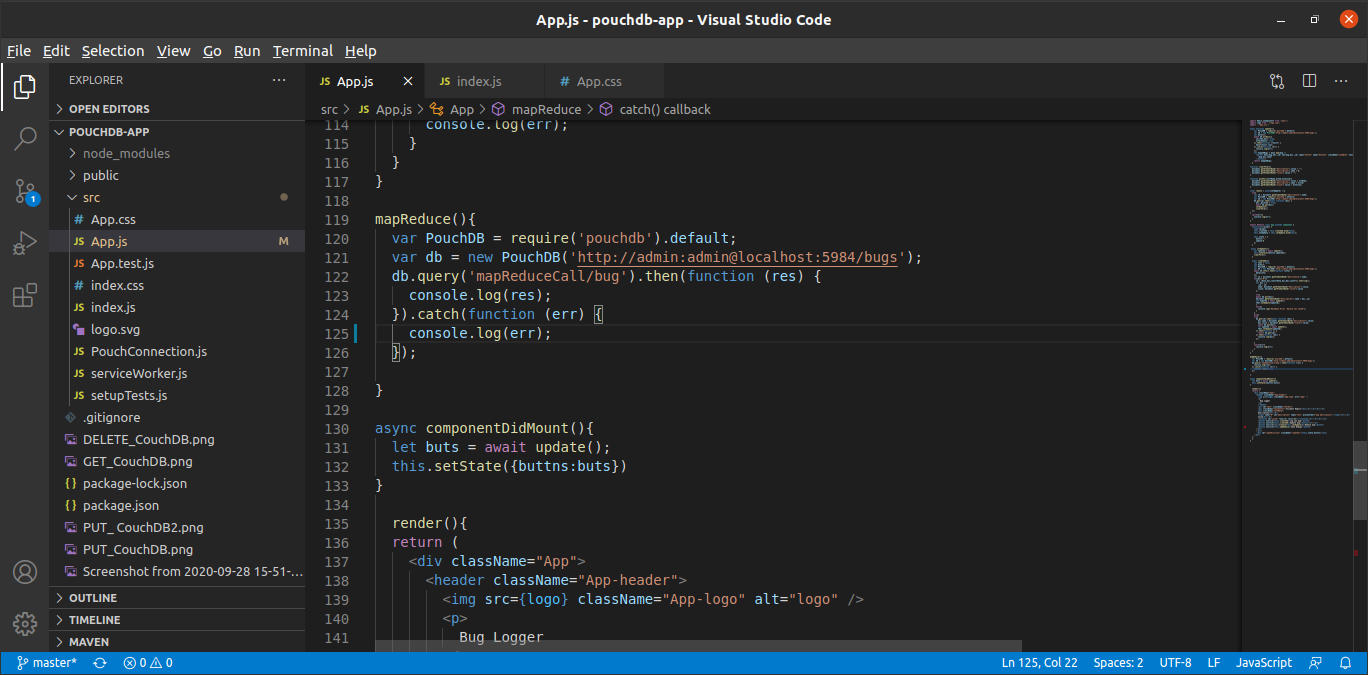 App.js - pouchdb-app - Visual Studio Code
File Edit Selection View Go Run Terminal Help
EXPLORER
OPEN EDITORS
POUCHDB-APP
node_modules
public
src
# App.css
JS App.js M
JS App.test.js
# index.css
JS index.js
logo.svg
JS PouchConnection.js
JS serviceWorker.js
JS setupTests.js
.gitignore
DELETE_CouchDB.png
GET_CouchDB.png
{} package-lock.json
{} package.json
PUT_ CouchDB2.png
PUT_CouchDB.png
Screenshot from 2020-09-28 15-51-...
OUTLINE
TIMELINE
MAVEN
1
JS App.js JS index.js # App.css
src > JS App.js > App > mapReduce > catch() callback
114 console.log(err);
115 }
116 }
117 }
118
119 mapReduce(){
120 var PouchDB = require('pouchdb').default;
121 var db = new PouchDB('http://admin:admin@localhost:5984/bugs');
122 db.query('mapReduceCall/bug').then(function (res) {
123 console.log(res);
124 }).catch(function (err) {
125 console.log(err);
126 });
127
128 }
129
130 async componentDidMount(){
131 let buts = await update();
132 this.setState({buttns:buts})
133 }
134
135 render(){
136 return (
137 <div className="App">
138 <header className="App-header">
139 <img src={logo} className="App-logo" alt="logo" />
140 <p>
141 Bug Logger
master* 0 0 Ln 125, Col 22 Spaces: 2 UTF-8 LF JavaScript